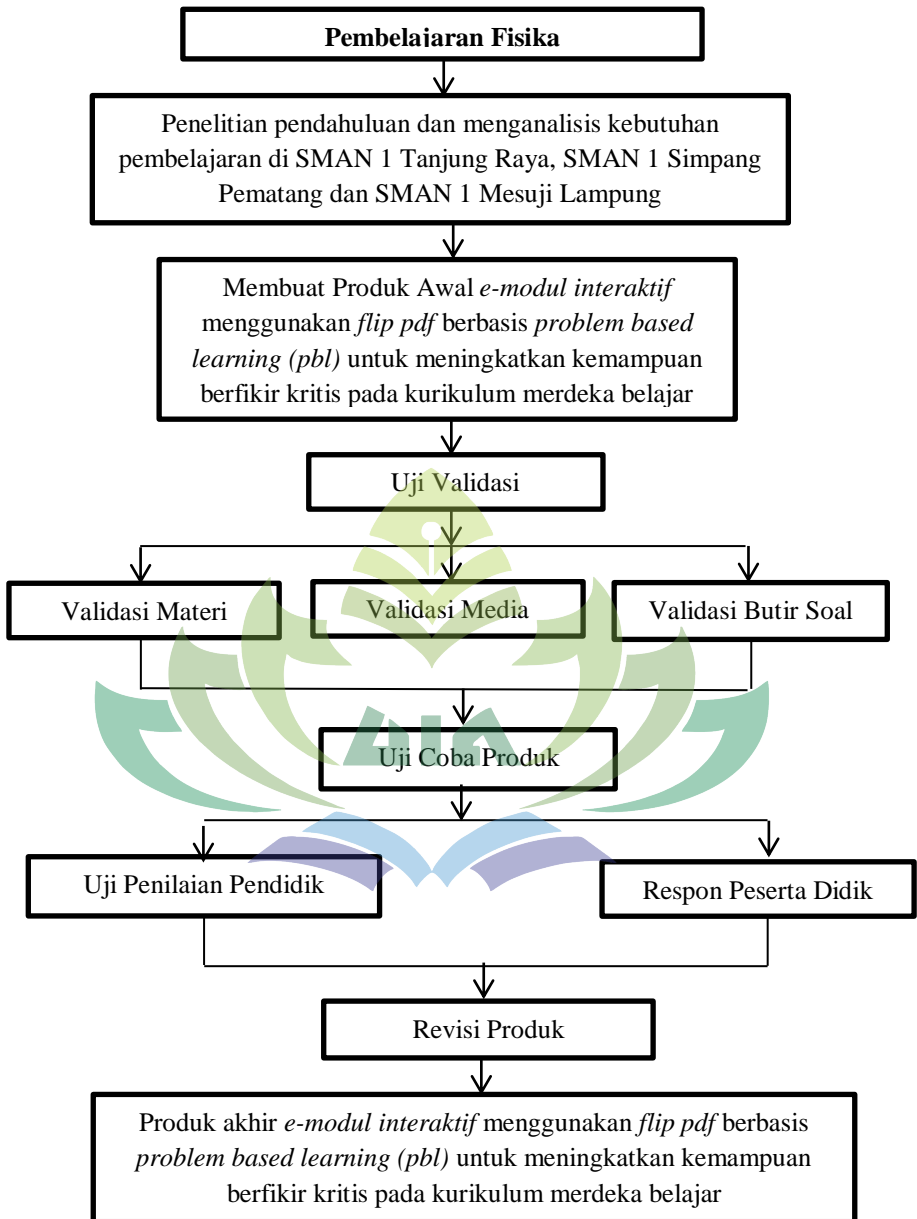 Pembelajaran Fisika
Penelitian pendahuluan dan menganalisis kebutuhan
pembelajaran di SMAN 1 Tanjung Raya, SMAN 1 Simpang
Pematang dan SMAN 1 Mesuji Lampung
Membuat Produk Awal e-modul interaktif
menggunakan flip pdf berbasis problem based
learning (pbl) untuk meningkatkan kemampuan
berfikir kritis pada kurikulum merdeka belajar
Uji Validasi
Validasi Materi
Validasi Media
Validasi Butir Soal
Uji Coba Produk
Uji Penilaian Pendidik
Respon Peserta Didik
Revisi Produk
Produk akhir e-modul interaktif menggunakan flip pdf berbasis
problem based learning (pbl) untuk meningkatkan kemampuan
berfikir kritis pada kurikulum merdeka belajar